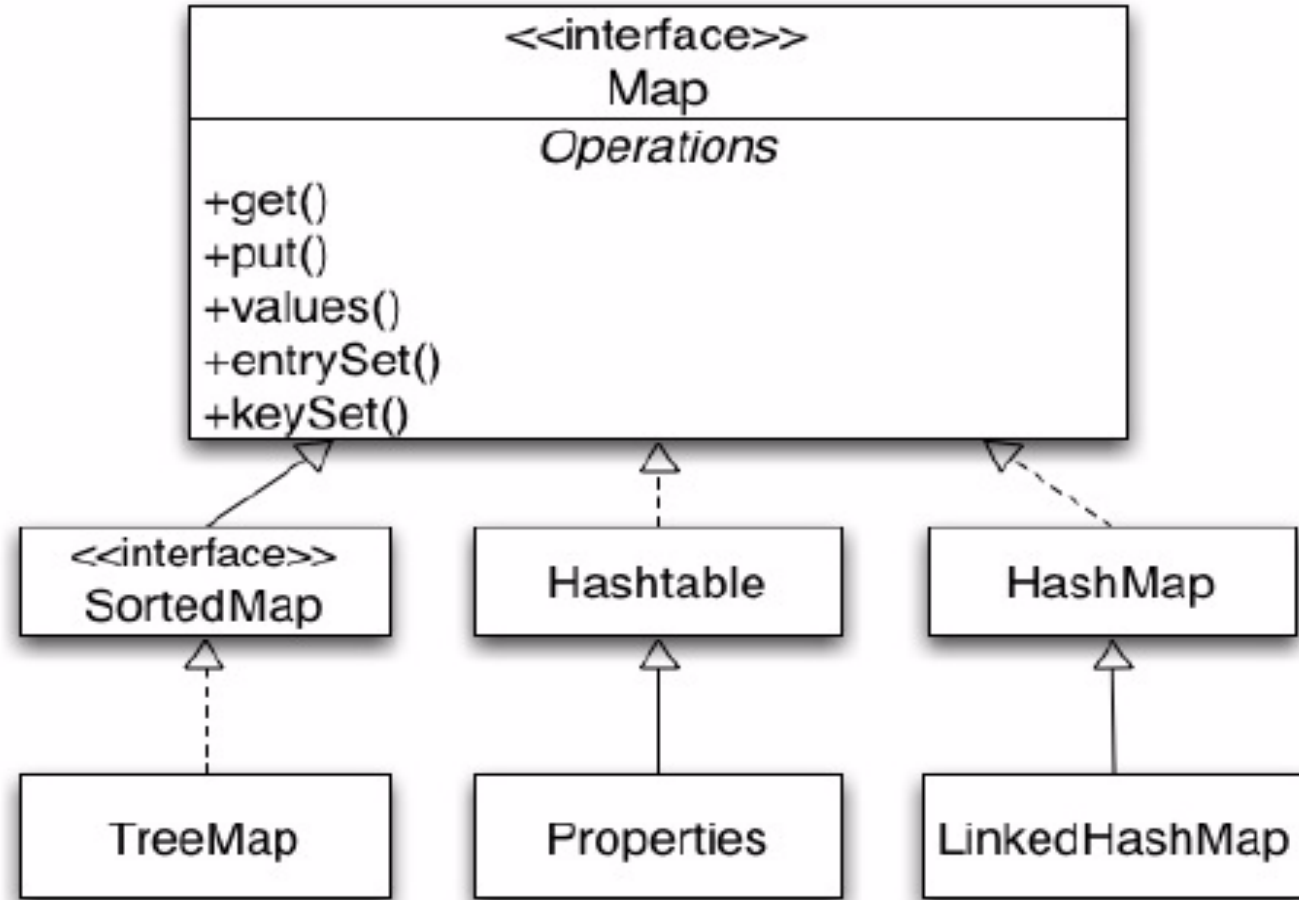 <<interface>>
Map
Operations
+get()
+put()
+values()
+entrySet()
+keySet()
<<interface>>
SortedMap
Hashtable
HashMap
TreeMap
Properties
LinkedHashMap